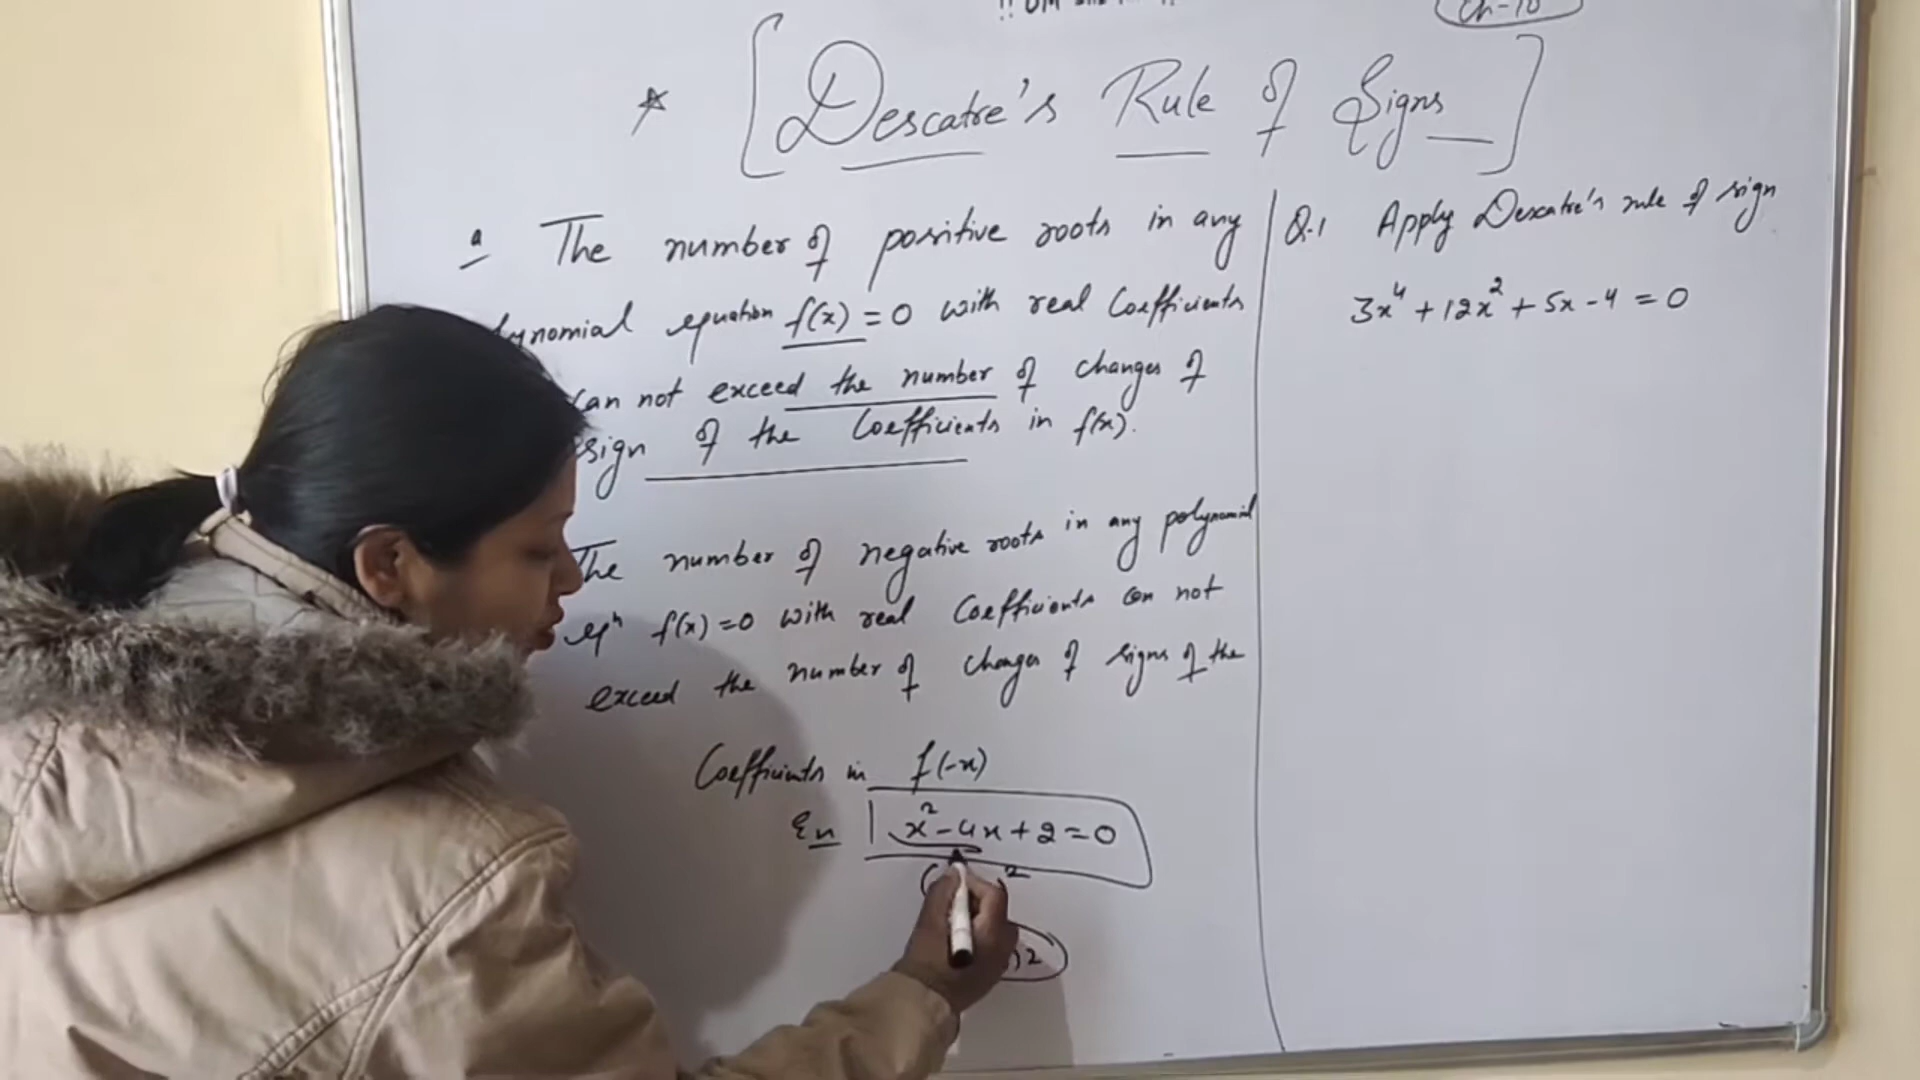 Ch-10
* [Descatre's Rule of Signs]
a The number of positive roots in any
ynomial equation f(x) = 0 with real Coefficients
can not exceed the number of changes of
sign of the Coefficients in f(x).
The number of negative roots in any polynomial
eqⁿ f(x) = 0 with real Coefficients can not
exceed the number of changes of signs of the
Coefficients in f(-x)
Ex x² - 4x + 2 = 0
2
2
Q.1 Apply Descatre's rule of sign
3x⁴ + 12x² + 5x - 4 = 0